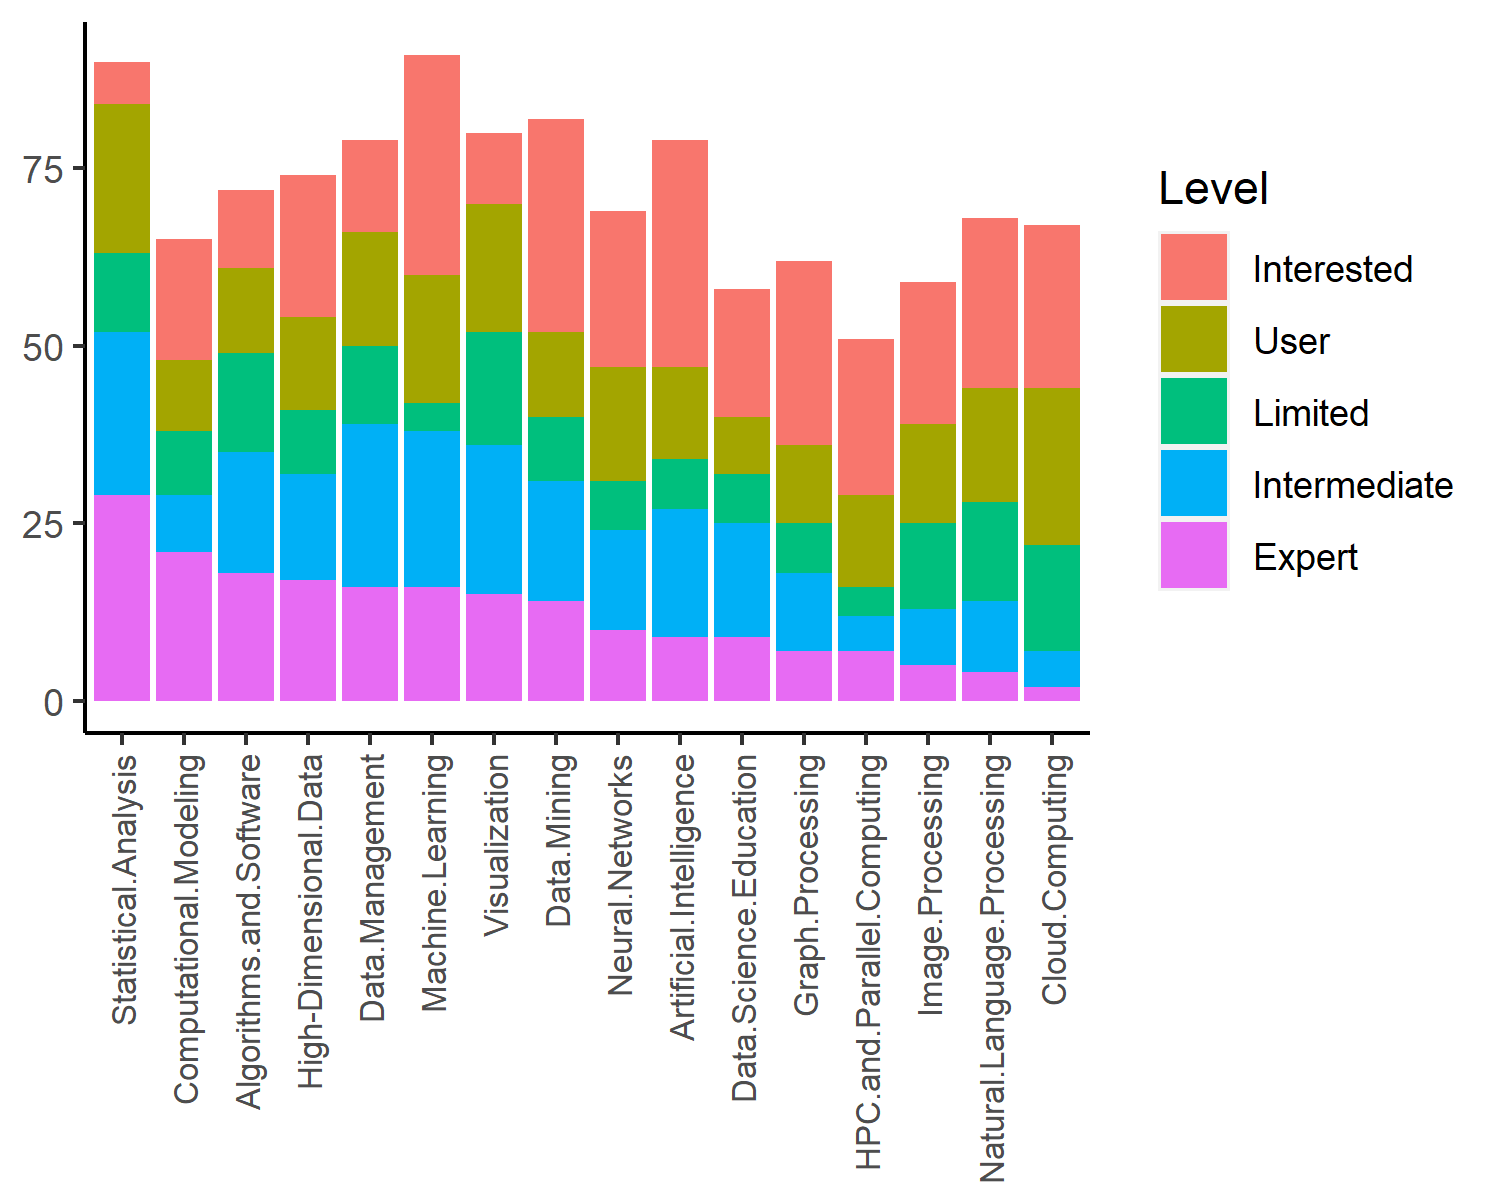 75
50
25
0
Statistical.Analysis
Computational.Modeling
Algorithms.and.Software
High-Dimensional.Data
Data.Management
Machine.Learning
Visualization
Data.Mining
Neural.Networks
Artificial.Intelligence
Data.Science.Education
Graph.Processing
HPC.and.Parallel.Computing
Image.Processing
Natural.Language.Processing
Cloud.Computing
Level
Interested
User
Limited
Intermediate
Expert